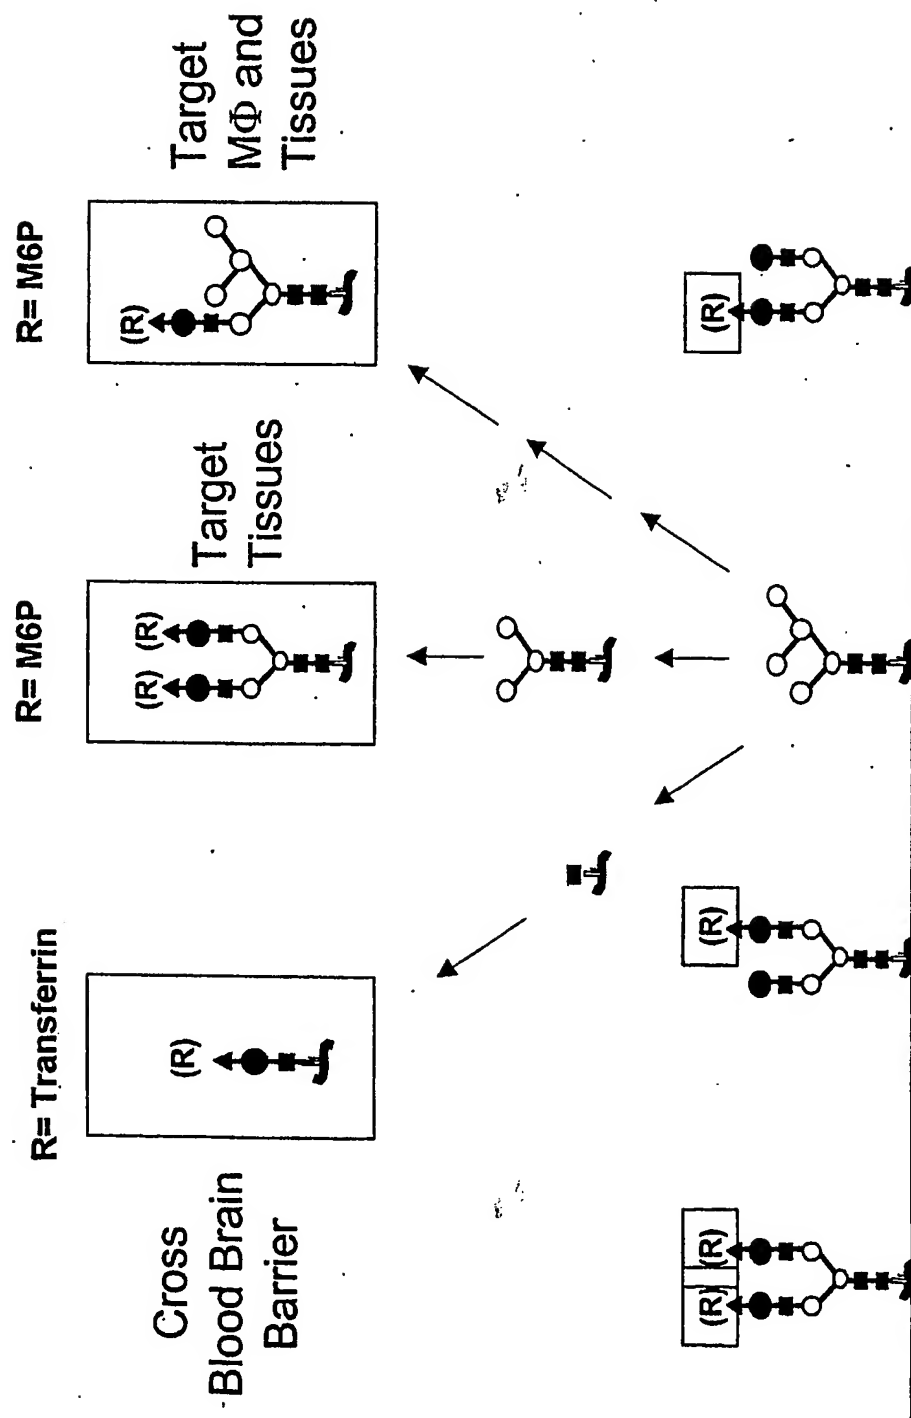 R= Transferrin
R= M6P
R= M6P
Cross
Blood Brain
Barrier
(R)
(R)
(R)
Target
Tissues
(R)
Target
MΦ and
Tissues
(R)
(R)
(R)
(R)